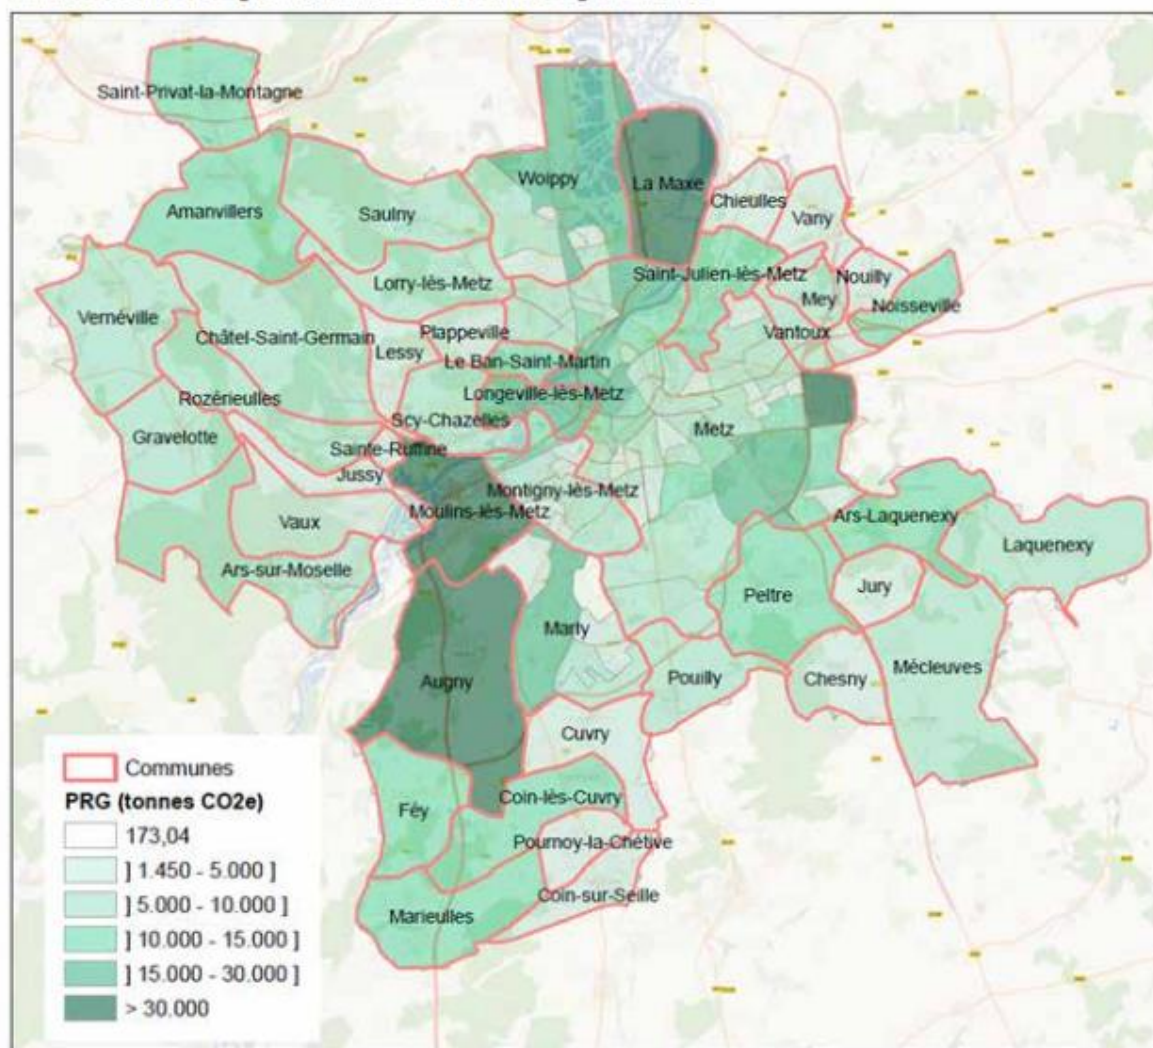 Saint-Privat-la-Montagne
Woippy
La Maxe
Amanvillers
Saulny
Chieulles
Vany
Lorry-lès-Metz
Saint-Julien-lès-Metz
Nouilly
Mey
Noisseville
Vernéville
Châtel-Saint-Germain
Plappeville
Vantoux
Lessy
Le Ban-Saint-Martin
Longeville-lès-Metz
Rozérieulles
Scy-Chazelles
Metz
Gravelotte
Sainte-Ruffine
Jussy
Montigny-lès-Metz
Moulins-lès-Metz
Vaux
Ars-Laquenexy
Laquenexy
Ars-sur-Moselle
Jury
Peltre
Marly
Mécleuves
Augny
Pouilly
Chesny
Cuvry
Coin-lès-Cuvry
Féy
Pournoy-la-Chétive
Coin-sur-Seille
Marieulles
Communes
PRG (tonnes CO2e)
173,04
] 1.450 - 5.000 ]
] 5.000 - 10.000 ]
] 10.000 - 15.000 ]
] 15.000 - 30.000 ]
> 30.000